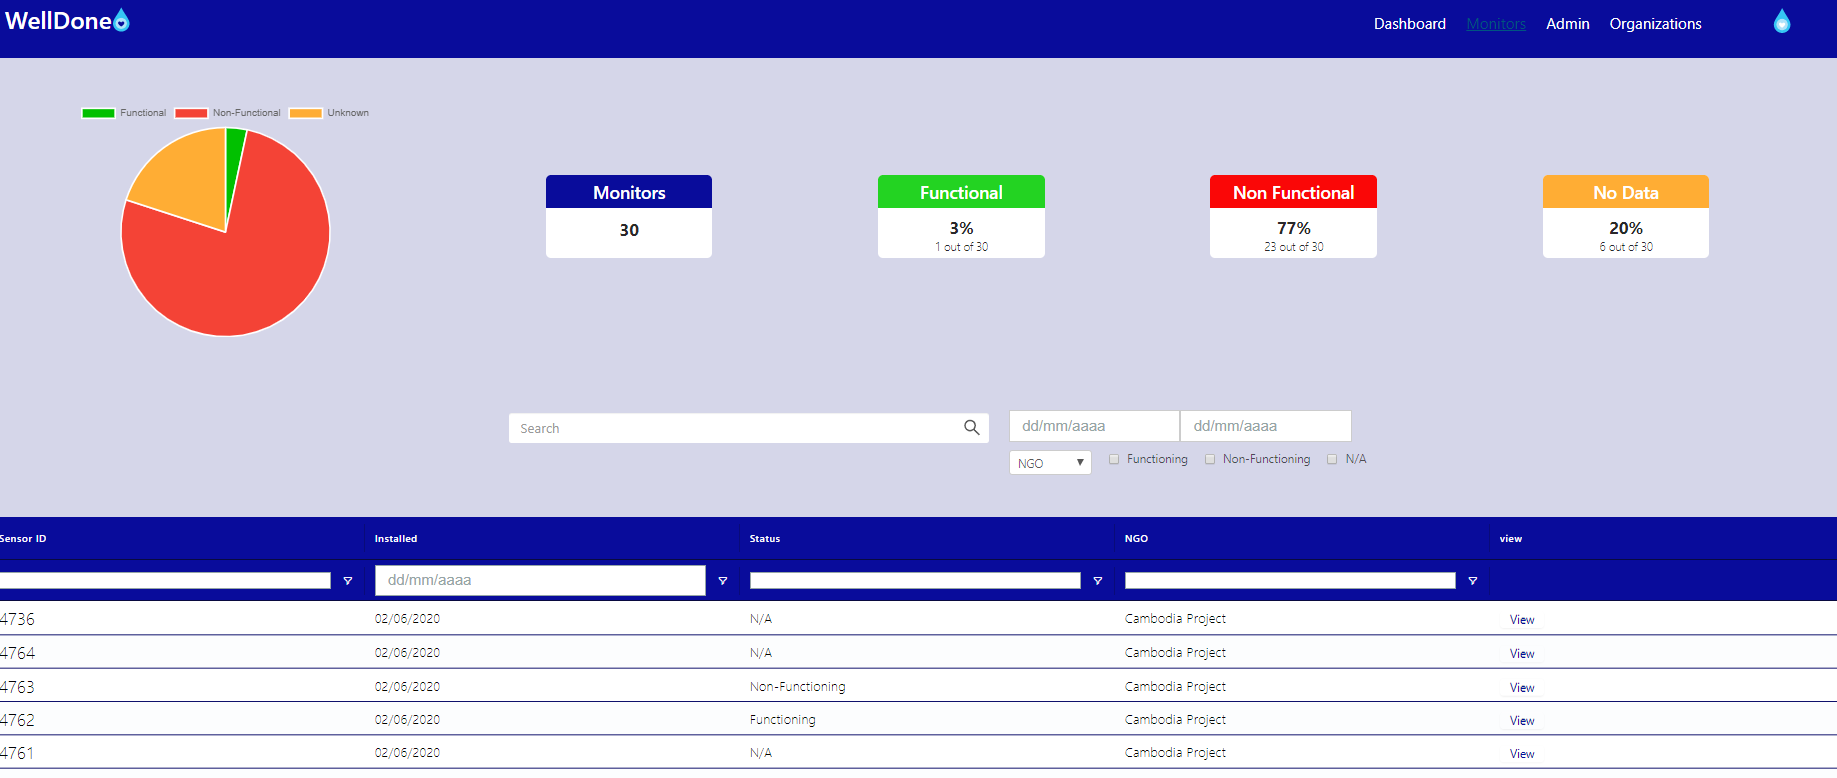 WellDone
Dashboard Monitors Admin Organizations
Functional Non-Functional Unknown
Monitors
30
Functional
3%
1 out of 30
Non Functional
77%
23 out of 30
No Data
20%
6 out of 30
Search
dd/mm/aaaa dd/mm/aaaa
NGO Functioning Non-Functioning N/A
Sensor ID Installed Status NGO view
dd/mm/aaaa
4736 02/06/2020 N/A Cambodia Project View
4764 02/06/2020 N/A Cambodia Project View
4763 02/06/2020 Non-Functioning Cambodia Project View
4762 02/06/2020 Functioning Cambodia Project View
4761 02/06/2020 N/A Cambodia Project View